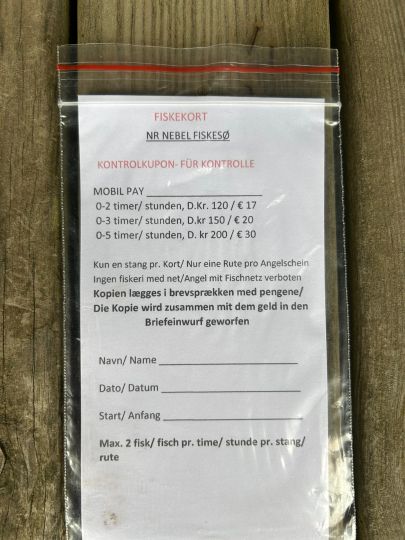 FISKEKORT
NR NEBEL FISKESØ
KONTROLKUPON- FÜR KONTROLLE
MOBIL PAY
0-2 timer/ stunden, D.Kr. 120 / € 17
0-3 timer/ stunden, D.kr 150 / € 20
0-5 timer/ stunden, D. kr 200 / € 30
Kun en stang pr. Kort/ Nur eine Rute pro Angelschein
Ingen fiskeri med net/Angel mit Fischnetz verboten
Kopien lægges i brevsprækken med pengene/
Die Kopie wird zusammen mit dem geld in den
Briefeinwurf geworfen
Navn/ Name
Dato/ Datum
Start/ Anfang
Max. 2 fisk/ fisch pr. time/ stunde pr. stang/
rute